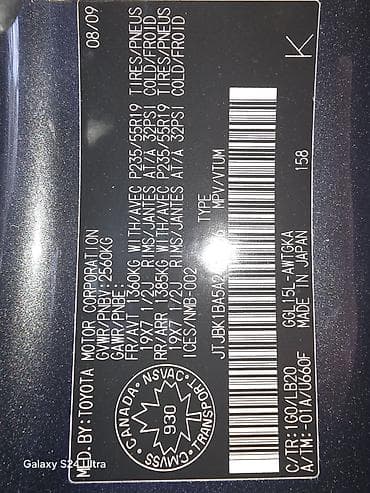 MFD. BY: TOYOTA MOTOR CORPORATION 08/09
GVWR/PNBV: 2560KG
GAWR/PNBE:
FR/AVT 1360KG WITH/AVEC P235/55R19 TIRES/PNEUS
19X7 1/2J RIMS/JANTES AT/A 32PSI COLD/FROID
RR/ARR 1385KG WITH/AVEC P235/55R19 TIRES/PNEUS
19X7 1/2J RIMS/JANTES AT/A 32PSI COLD/FROID
ICES/NMB-002
JTJBK1BA5A2 TYPE MPV/VTUM
CANADA NSVAC TRANSPORT CMVSS
930
C/TR: 1G0/LB20 GGL15L-AWTGKA K
A/TM: -01A/U660F MADE IN JAPAN 158
Galaxy S24 Ultra